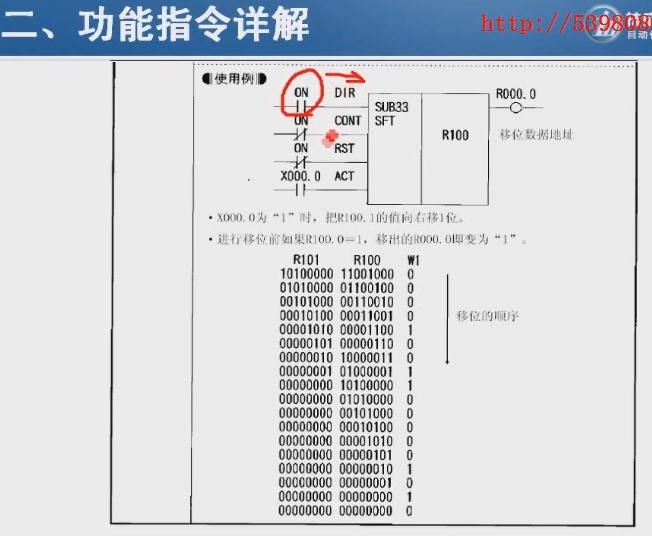 二、功能指令详解
http://539808
自动化
使用例
ON DIR R000.0
SUB33
SFT
ON CONT R100 移位数据地址
ON RST
X000.0 ACT
・X000.0为“1”时，把R100.1的值向右移1位。
・进行移位前如果R100.0=1，移出的R000.0即变为“1”。
R101 R100 W1
10100000 11001000 0
01010000 01100100 0
00101000 00110010 0
00010100 00011001 0
00001010 00001100 1
00000101 00000110 0
00000010 10000011 0
00000001 01000001 1
00000000 10100000 1
00000000 01010000 0
00000000 00101000 0
00000000 00010100 0
00000000 00001010 0
00000000 00000101 0
00000000 00000010 1
00000000 00000001 0
00000000 00000000 1
00000000 00000000 0
移位的顺序